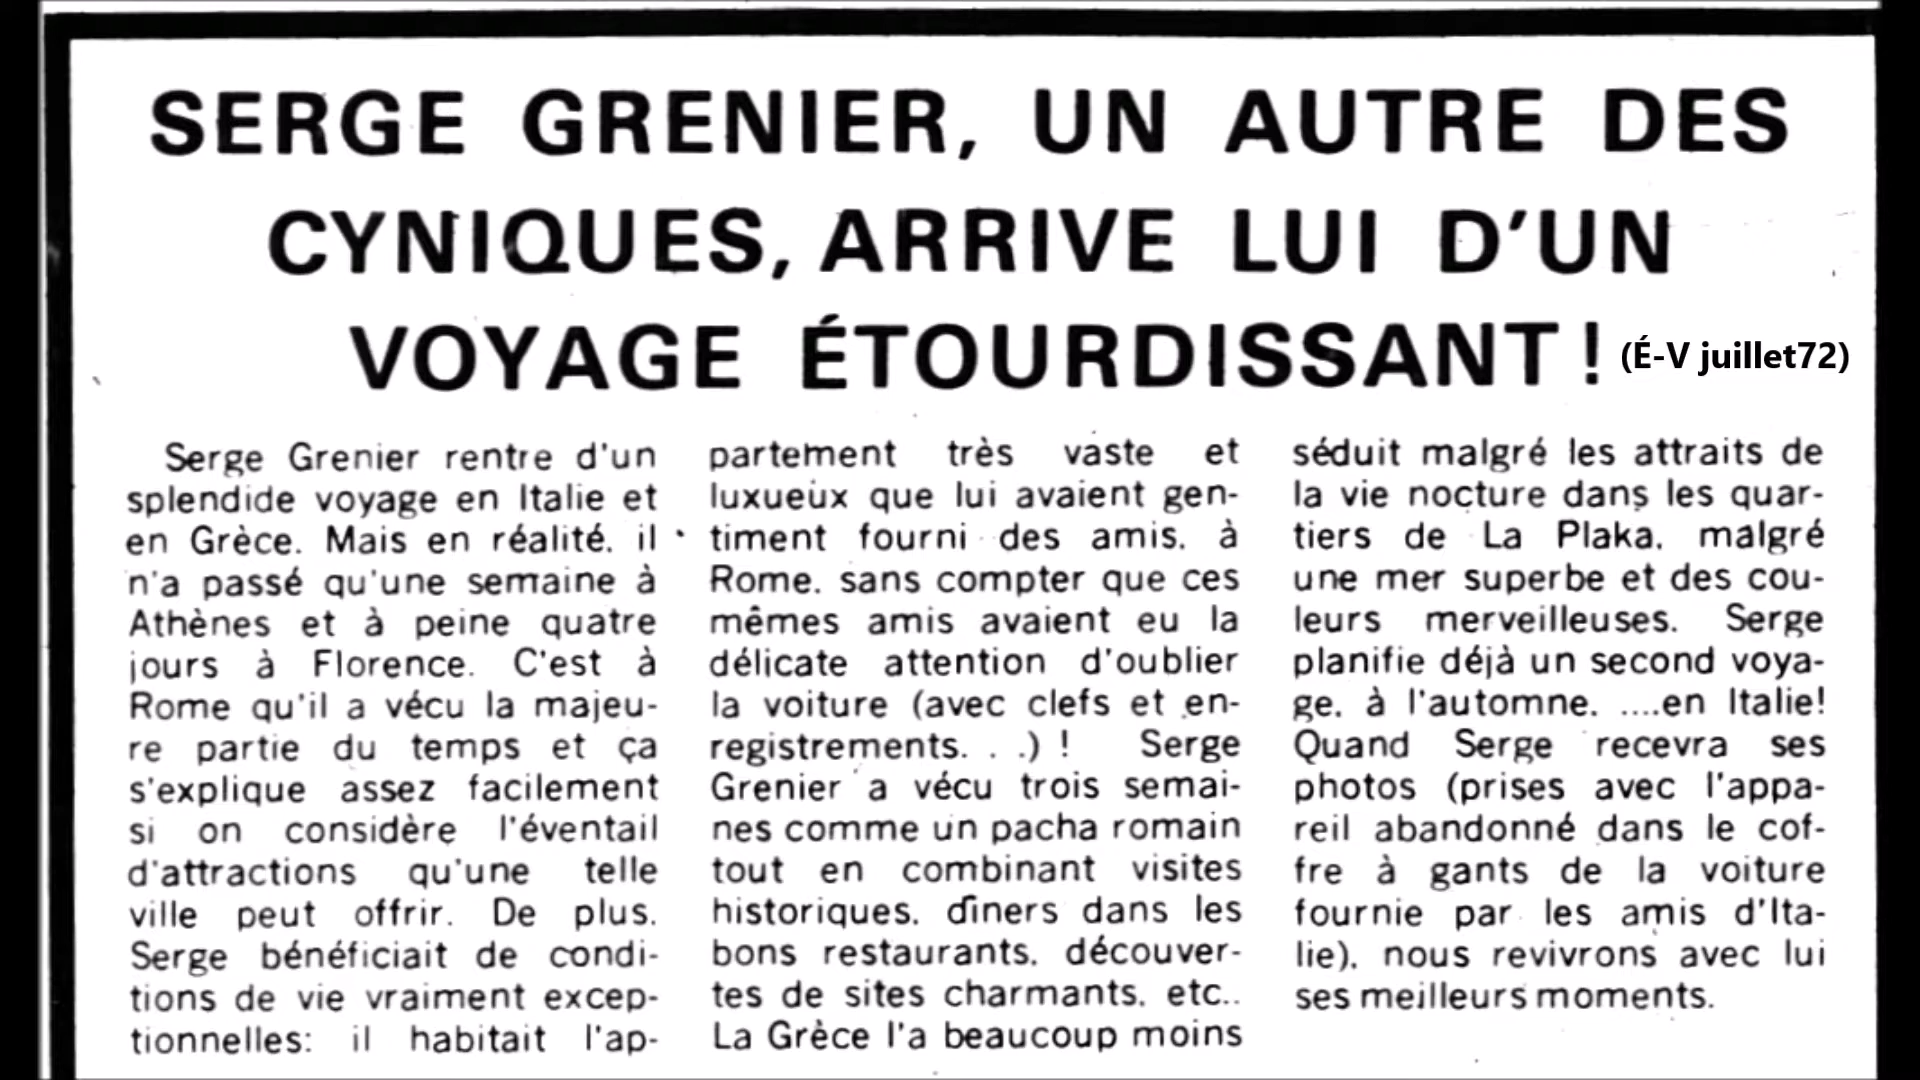 SERGE GRENIER, UN AUTRE DES
CYNIQUES, ARRIVE LUI D'UN
VOYAGE ÉTOURDISSANT !
(É-V juillet72)
Serge Grenier rentre d'un
splendide voyage en Italie et
en Grèce. Mais en réalité, il
n'a passé qu'une semaine à
Athènes et à peine quatre
jours à Florence. C'est à
Rome qu'il a vécu la majeu-
re partie du temps et ça
s'explique assez facilement
si on considère l'éventail
d'attractions qu'une telle
ville peut offrir. De plus,
Serge bénéficiait de condi-
tions de vie vraiment excep-
tionnelles: il habitait l'ap-
partement très vaste et
luxueux que lui avaient gen-
timent fourni des amis, à
Rome, sans compter que ces
mêmes amis avaient eu la
délicate attention d'oublier
la voiture (avec clefs et en-
registrements. . .) ! Serge
Grenier a vécu trois semai-
nes comme un pacha romain
tout en combinant visites
historiques, dîners dans les
bons restaurants, découver-
tes de sites charmants, etc..
La Grèce l'a beaucoup moins
séduit malgré les attraits de
la vie nocture dans les quar-
tiers de La Plaka, malgré
une mer superbe et des cou-
leurs merveilleuses. Serge
planifie déjà un second voya-
ge, à l'automne, ....en Italie!
Quand Serge recevra ses
photos (prises avec l'appa-
reil abandonné dans le cof-
fre à gants de la voiture
fournie par les amis d'Ita-
lie), nous revivrons avec lui
ses meilleurs moments.